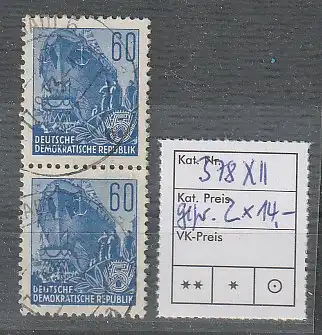 60
DEUTSCHE
DEMOKRATISCHE REPUBLIK
5
60
DEUTSCHE
DEMOKRATISCHE REPUBLIK
5
Kat. Nr.
378 XII
Kat. Preis
gepr. 2 x 14,-
VK-Preis
** * ⊙